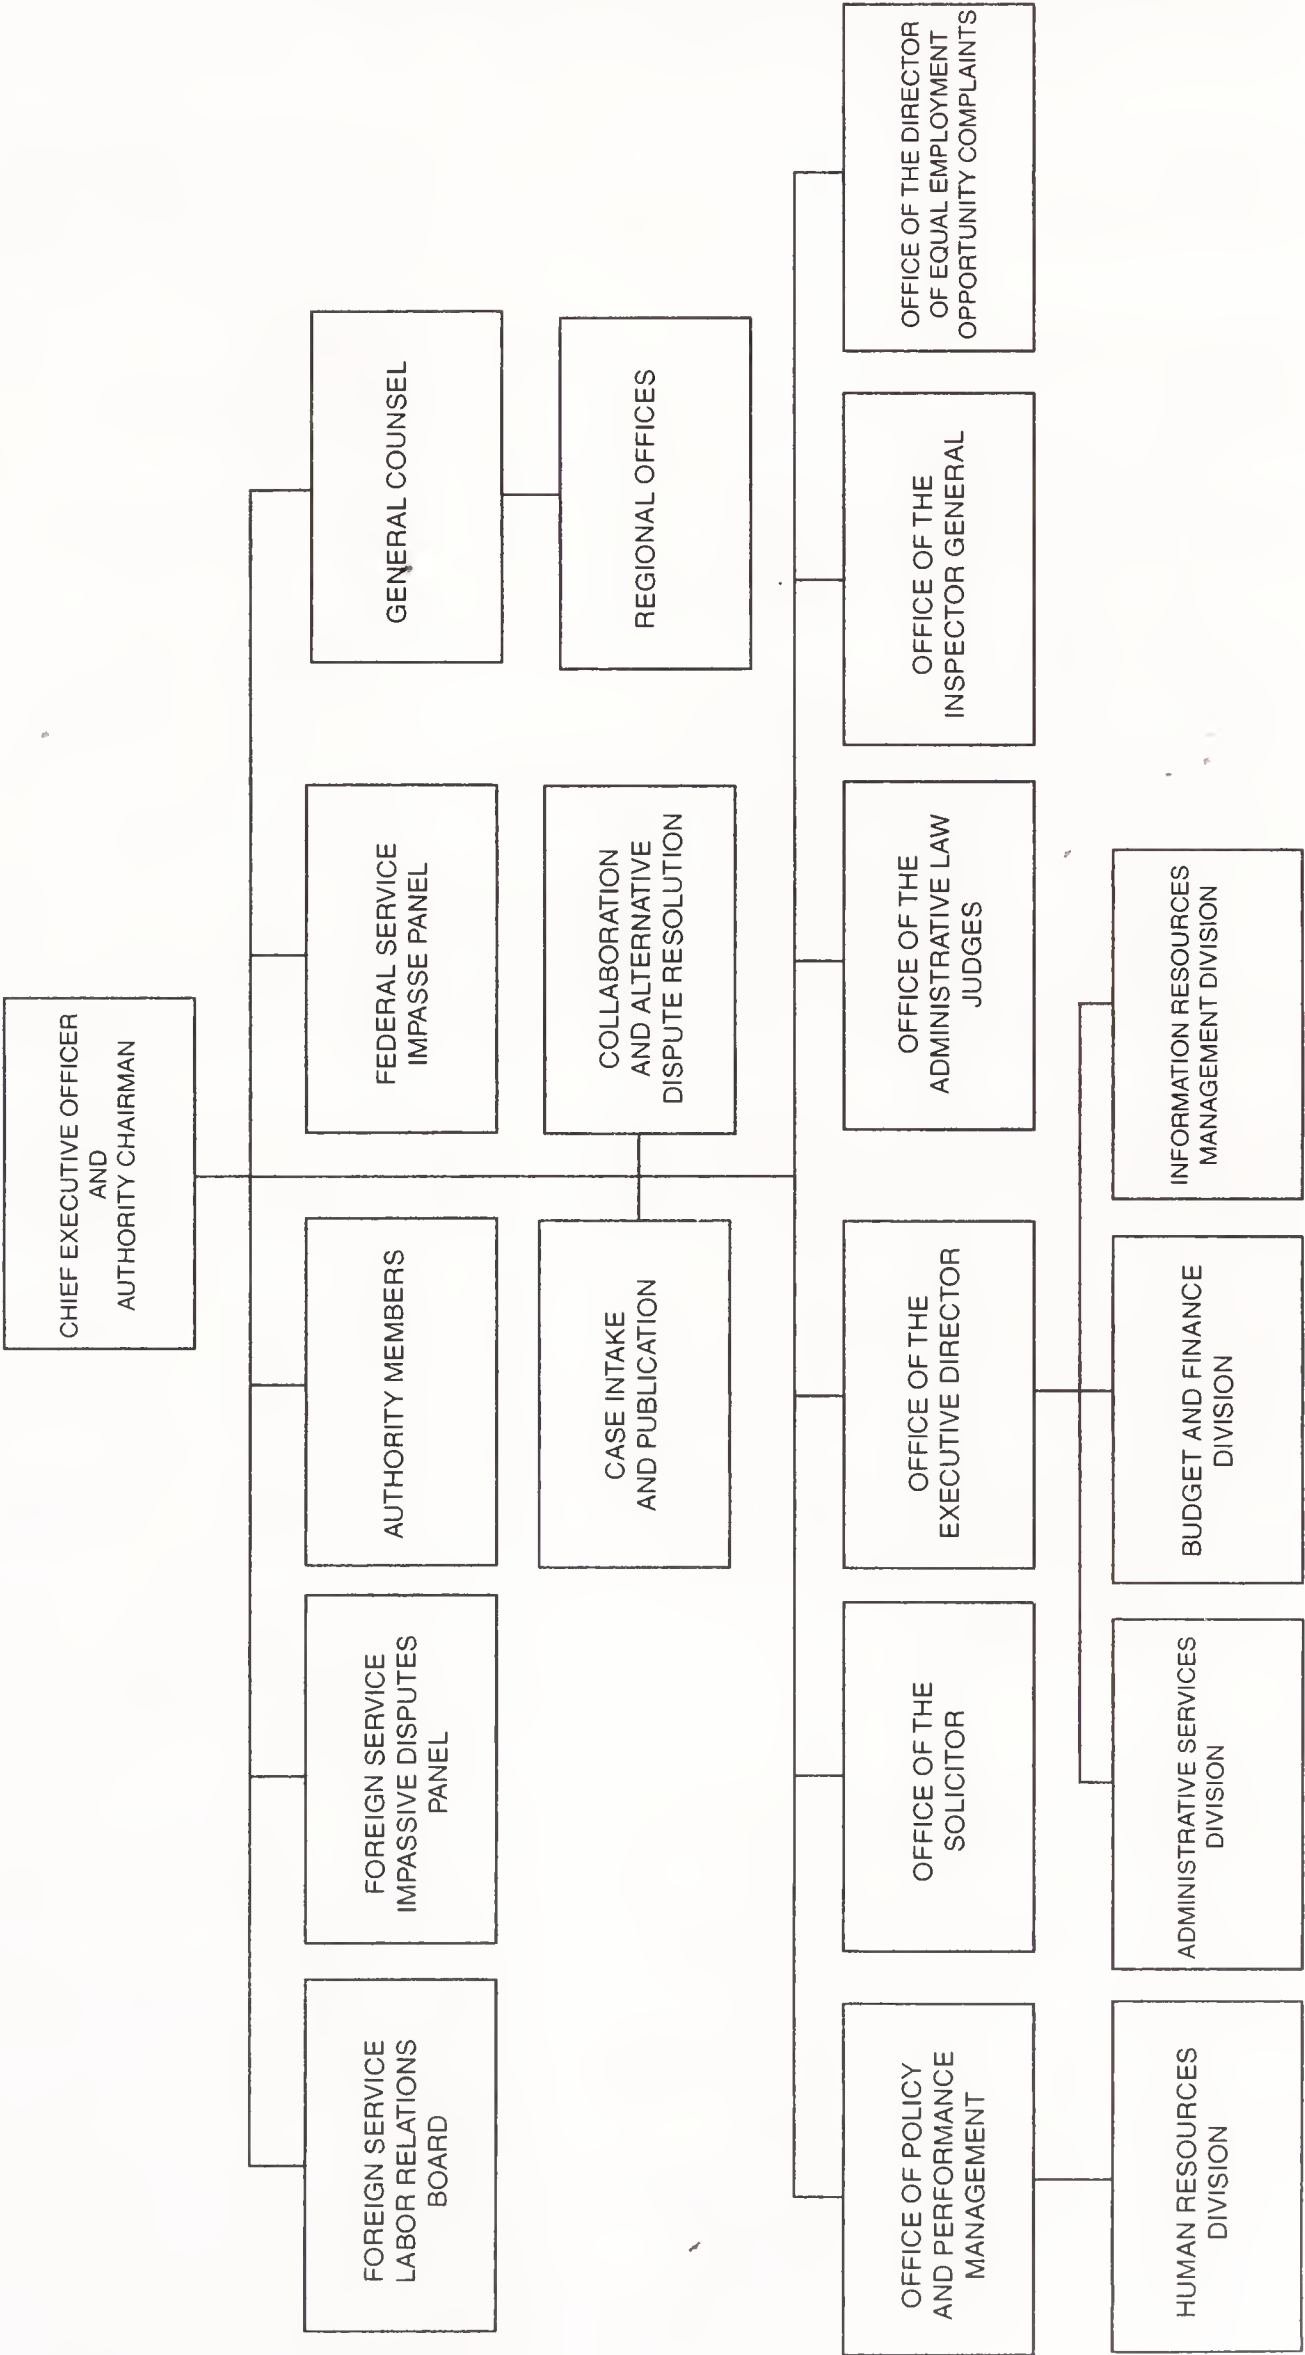 CHIEF EXECUTIVE OFFICER
AND
AUTHORITY CHAIRMAN
FOREIGN SERVICE
LABOR RELATIONS
BOARD
FOREIGN SERVICE
IMPASSIVE DISPUTES
PANEL
AUTHORITY MEMBERS
FEDERAL SERVICE
IMPASSE PANEL
GENERAL COUNSEL
CASE INTAKE
AND PUBLICATION
COLLABORATION
AND ALTERNATIVE
DISPUTE RESOLUTION
REGIONAL OFFICES
OFFICE OF POLICY
AND PERFORMANCE
MANAGEMENT
OFFICE OF THE
SOLICITOR
OFFICE OF THE
EXECUTIVE DIRECTOR
OFFICE OF THE
ADMINISTRATIVE LAW
JUDGES
OFFICE OF THE
INSPECTOR GENERAL
OFFICE OF THE DIRECTOR
OF EQUAL EMPLOYMENT
OPPORTUNITY COMPLAINTS
HUMAN RESOURCES
DIVISION
ADMINISTRATIVE SERVICES
DIVISION
BUDGET AND FINANCE
DIVISION
INFORMATION RESOURCES
MANAGEMENT DIVISION